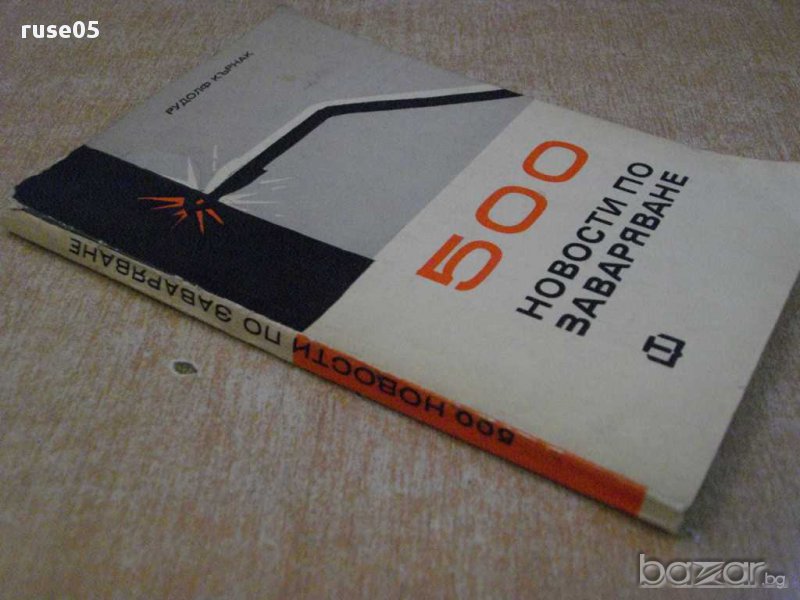 ruse05
РУДОЛФ КЪРНАК
500
НОВОСТИ ПО
ЗАВАРЯВАНЕ
500 НОВОСТИ ПО ЗАВАРЯВАНЕ
bazar.bg